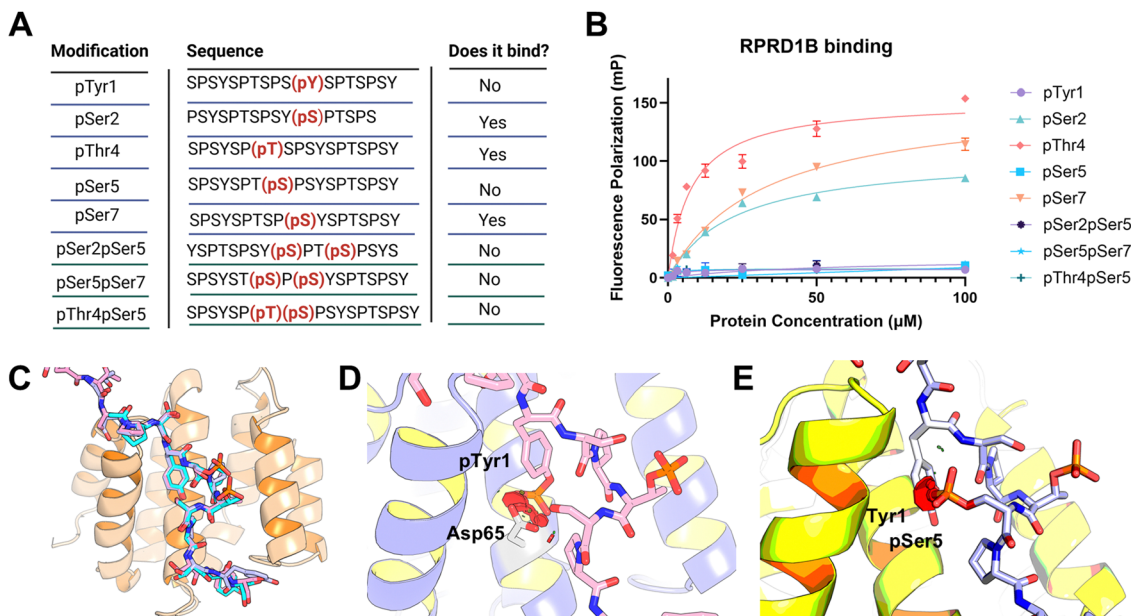 A
Modification Sequence Does it bind?
pTyr1 SPSYSPTSPS(pY)SPTSPSY No
pSer2 PSYSPTSPSY(pS)PTSPS Yes
pThr4 SPSYSP(pT)SPSYSPTSPSY Yes
pSer5 SPSYSPT(pS)PSYSPTSPSY No
pSer7 SPSYSPTSP(pS)YSPTSPSY Yes
pSer2pSer5 YSPTSPSY(pS)PT(pS)PSYS No
pSer5pSer7 SPSYST(pS)P(pS)YSPTSPSY No
pThr4pSer5 SPSYSP(pT)(pS)PSYSPTSPSY No
B
RPRD1B binding
Fluorescence Polarization (mP)
150
100
50
0
0 50 100
Protein Concentration (µM)
pTyr1
pSer2
pThr4
pSer5
pSer7
pSer2pSer5
pSer5pSer7
pThr4pSer5
C
D
pTyr1
Asp65
E
Tyr1
pSer5